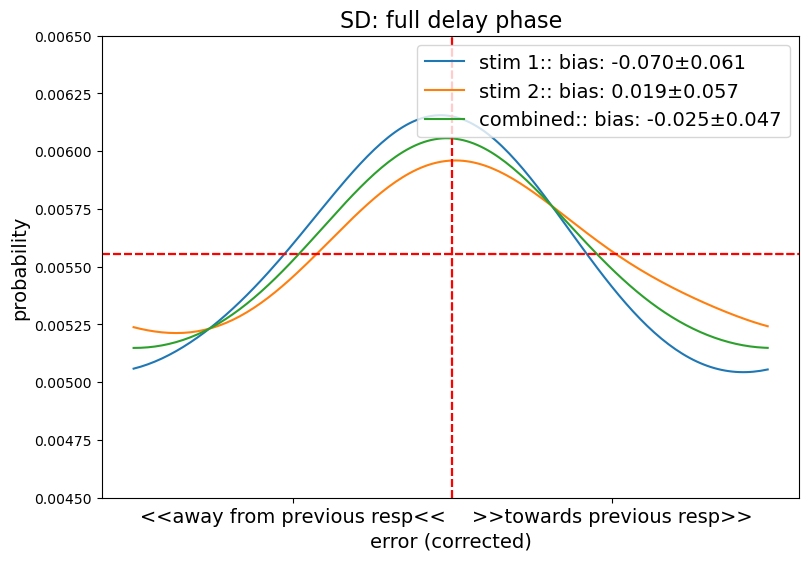 SD: full delay phase
0.00650
stim 1:: bias: -0.070±0.061
0.00625
stim 2:: bias: 0.019±0.057
combined:: bias: -0.025±0.047
0.00600
0.00575
probability
0.00550
0.00525
0.00500
0.00475
0.00450
<<away from previous resp<<
>>towards previous resp>>
error (corrected)